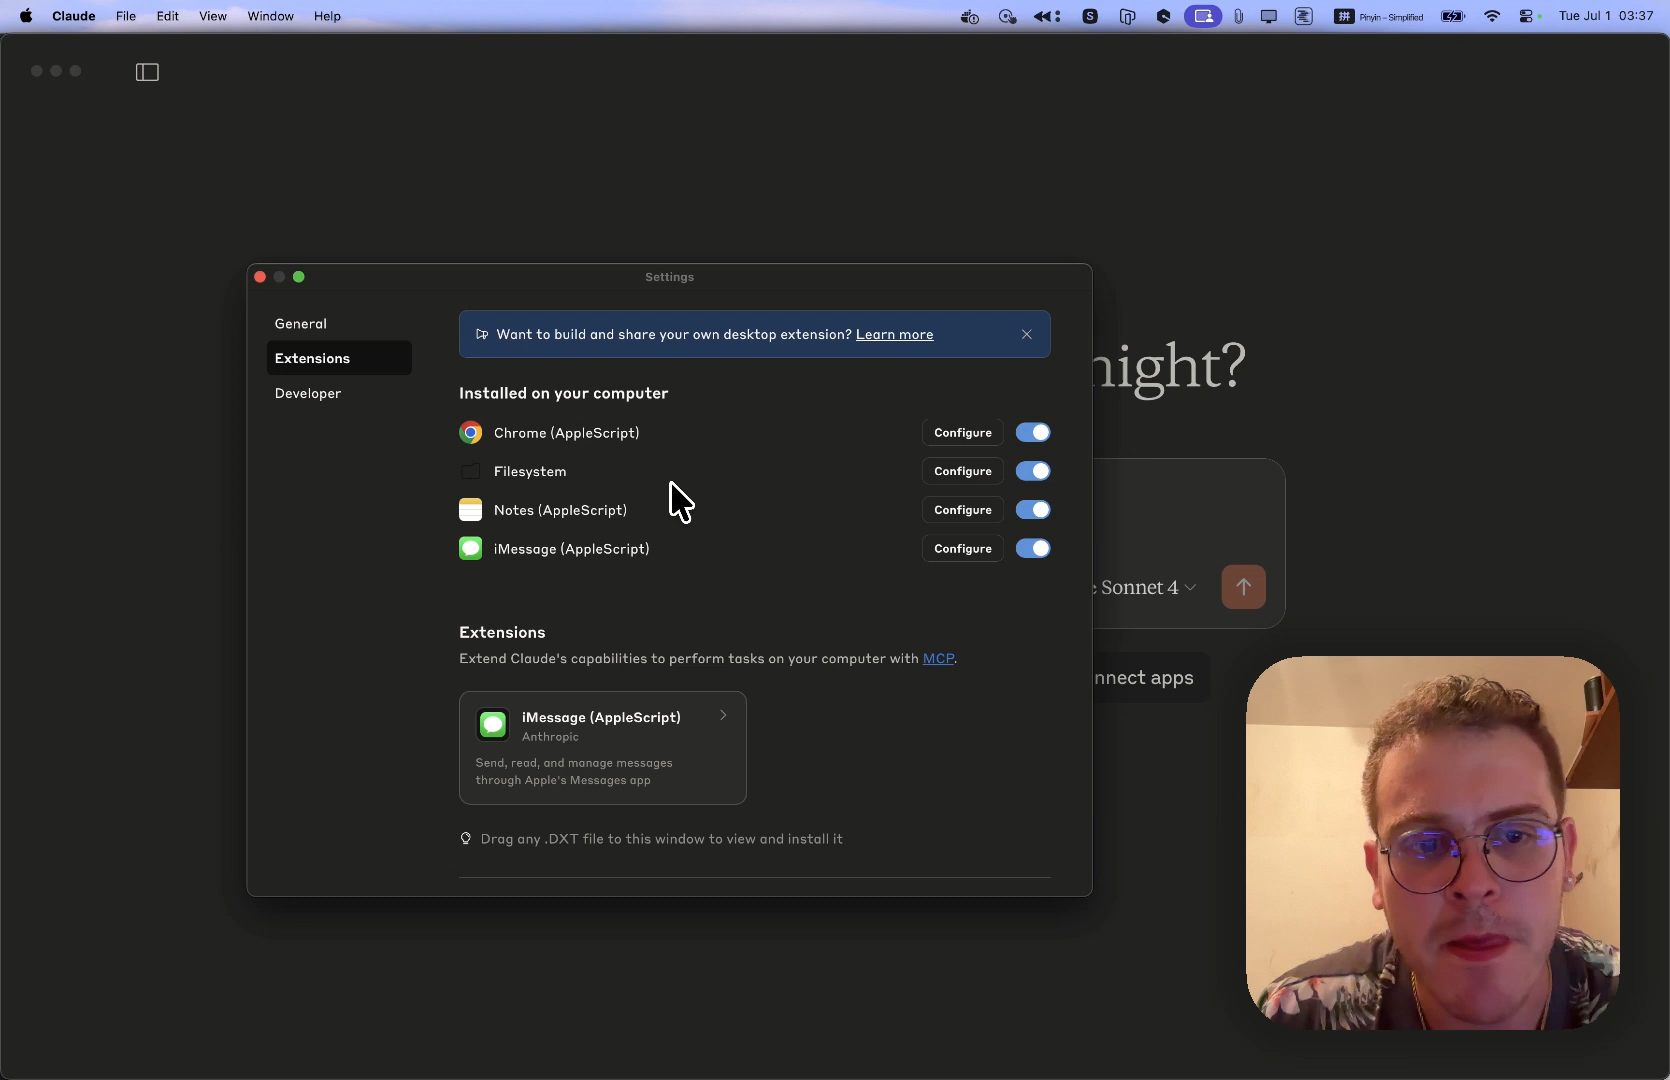 Claude File Edit View Window Help
S
拼 Pinyin – Simplified
Tue Jul 1 03:37
Settings
General
Extensions
Developer
Want to build and share your own desktop extension? Learn more
Installed on your computer
Chrome (AppleScript) Configure
Filesystem Configure
Notes (AppleScript) Configure
iMessage (AppleScript) Configure
Extensions
Extend Claude's capabilities to perform tasks on your computer with MCP.
iMessage (AppleScript)
Anthropic
Send, read, and manage messages
through Apple's Messages app
Drag any .DXT file to this window to view and install it
night?
e Sonnet 4
nnect apps